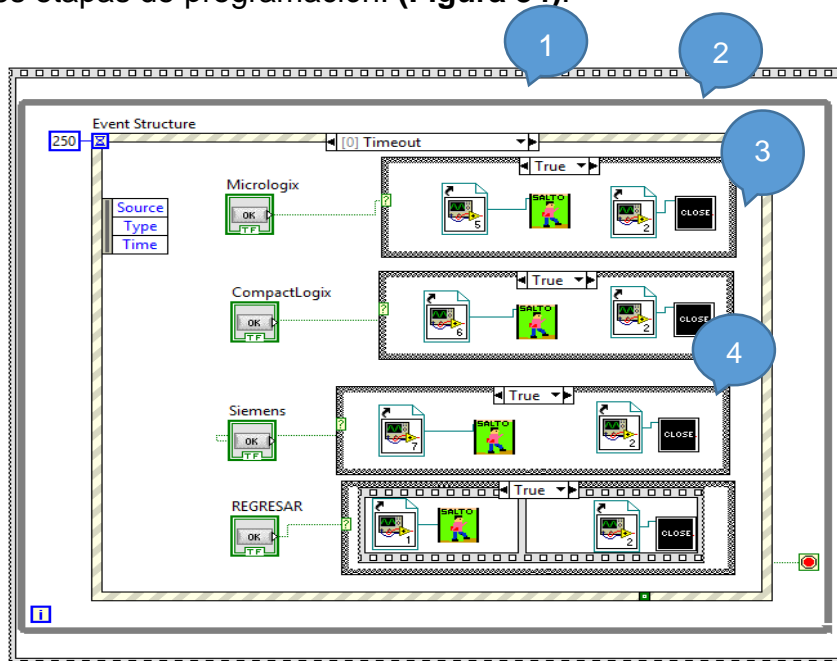 os etapas de programación. (Figura 64).
1
2
Event Structure
250
[0] Timeout
3
True
Micrologix
Source
Type
Time
OK
TF
?
5
SALTO
2
CLOSE
True
CompactLogix
OK
TF
?
6
SALTO
2
CLOSE
4
True
Siemens
OK
TF
?
7
SALTO
2
CLOSE
True
REGRESAR
OK
TF
?
1
SALTO
2
CLOSE
i